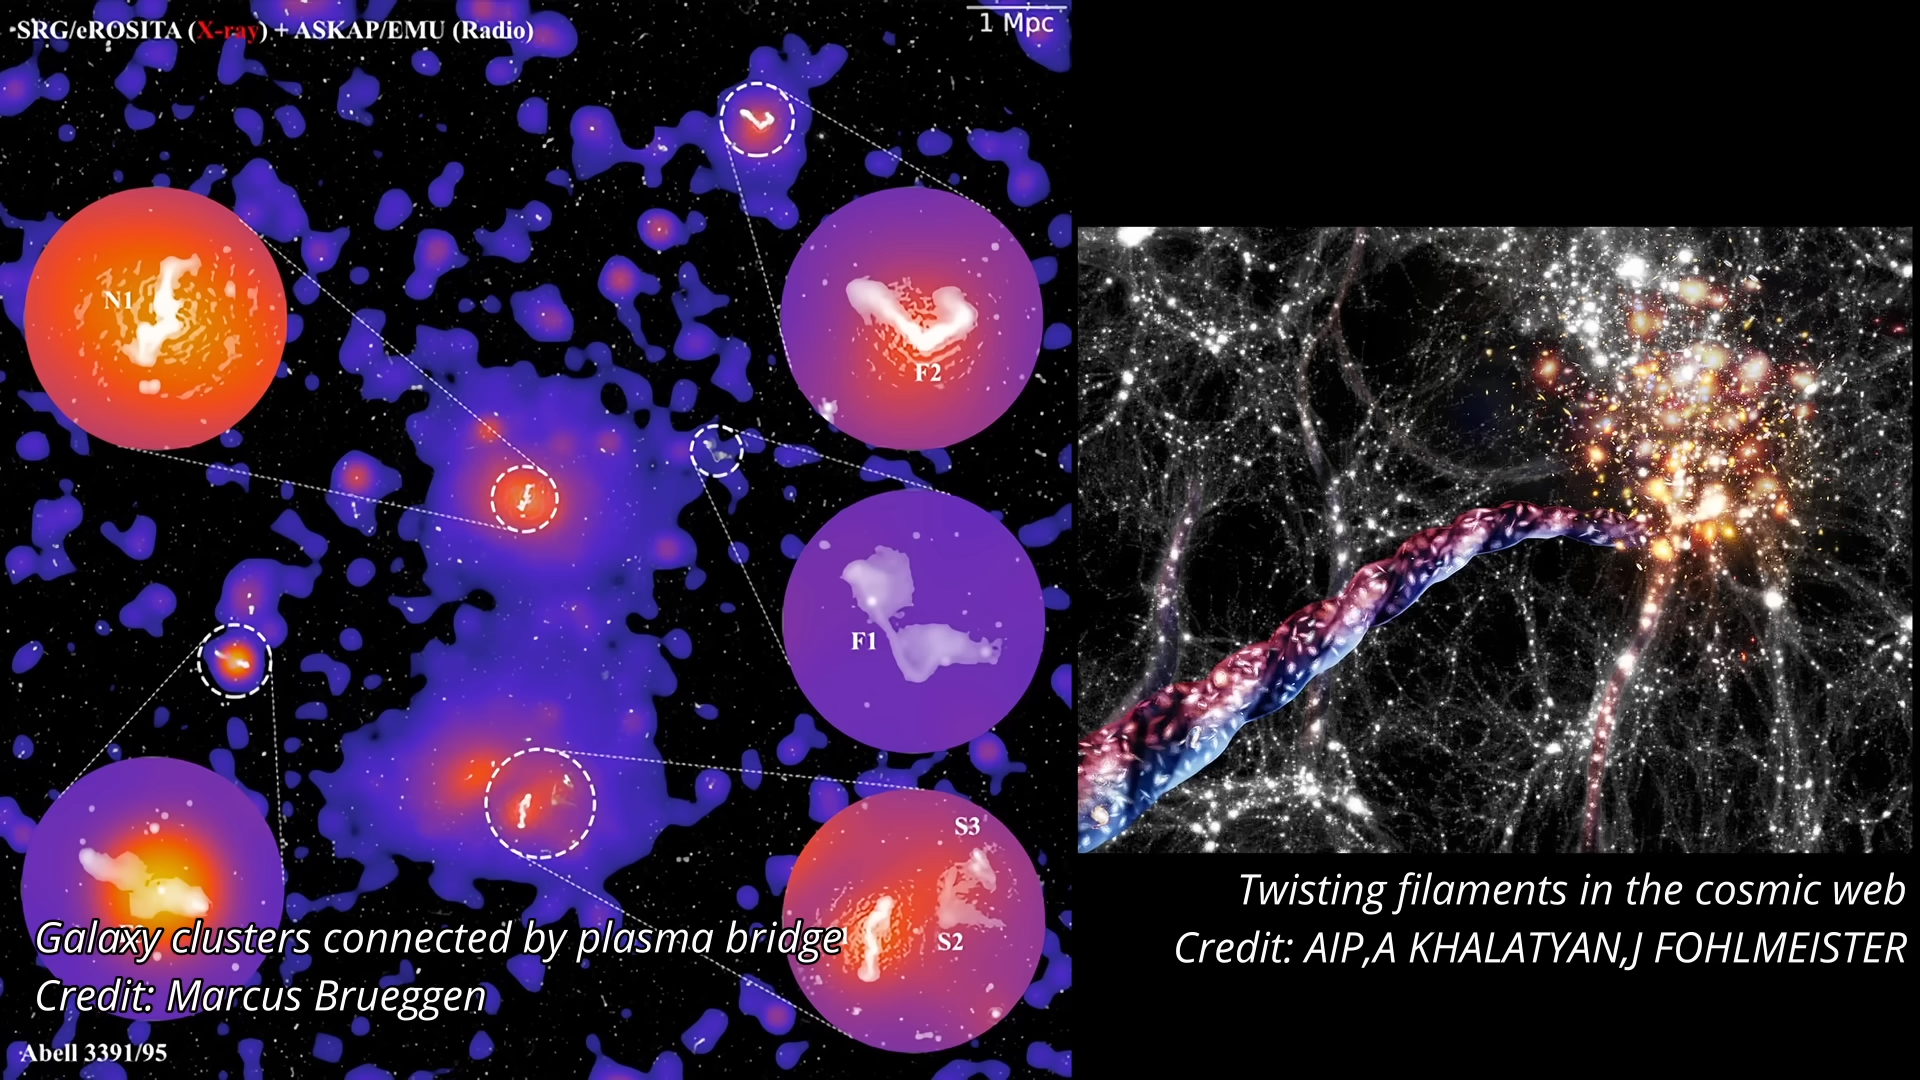 SRG/eROSITA (X-ray) + ASKAP/EMU (Radio)
1 Mpc
N1
F2
F1
S3
S2
Galaxy clusters connected by plasma bridge
Credit: Marcus Brueggen
Abell 3391/95
Twisting filaments in the cosmic web
Credit: AIP,A KHALATYAN,J FOHLMEISTER